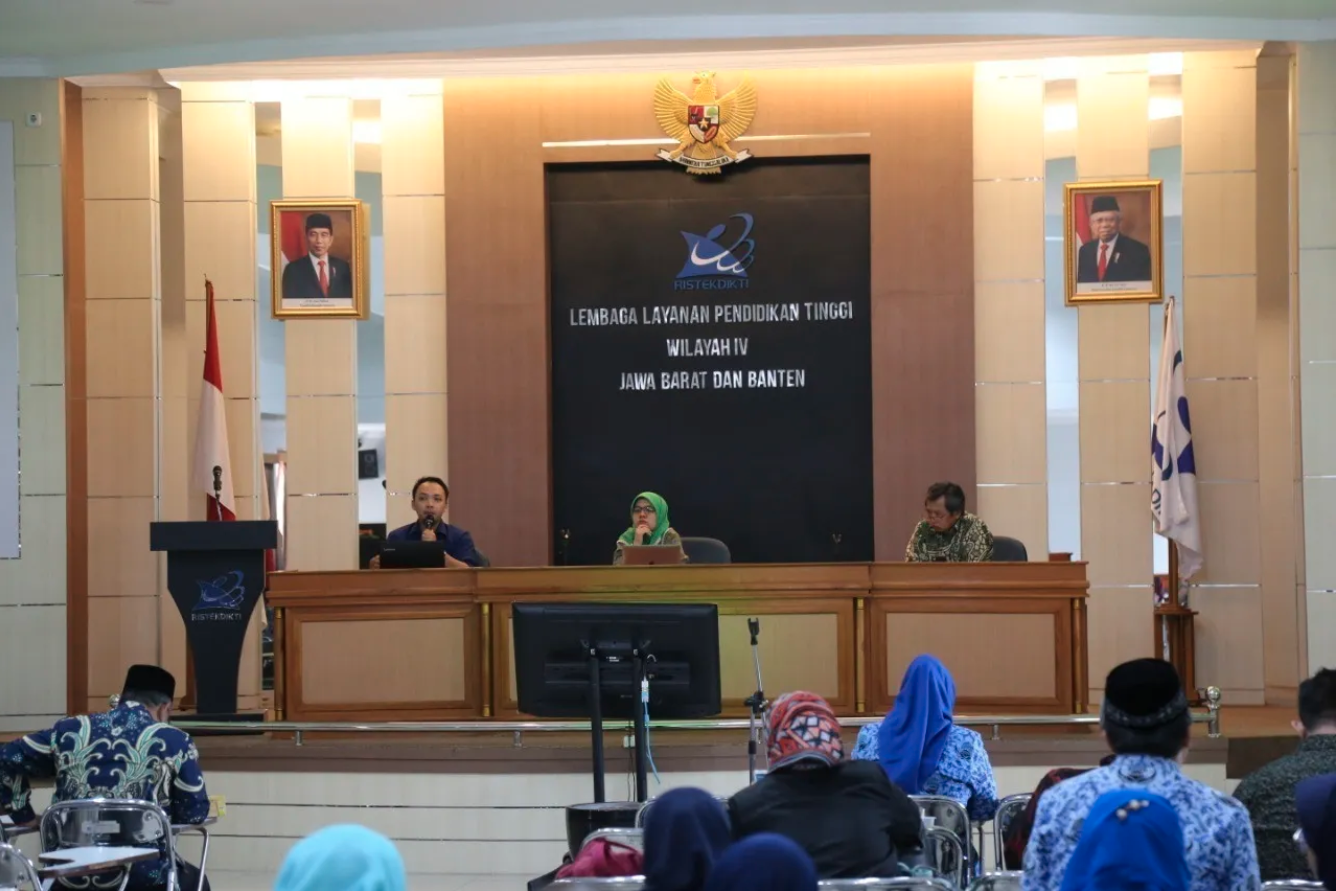 RISTEKDIKTI
LEMBAGA LAYANAN PENDIDIKAN TINGGI
WILAYAH IV
JAWA BARAT DAN BANTEN
RISTEKDIKTI